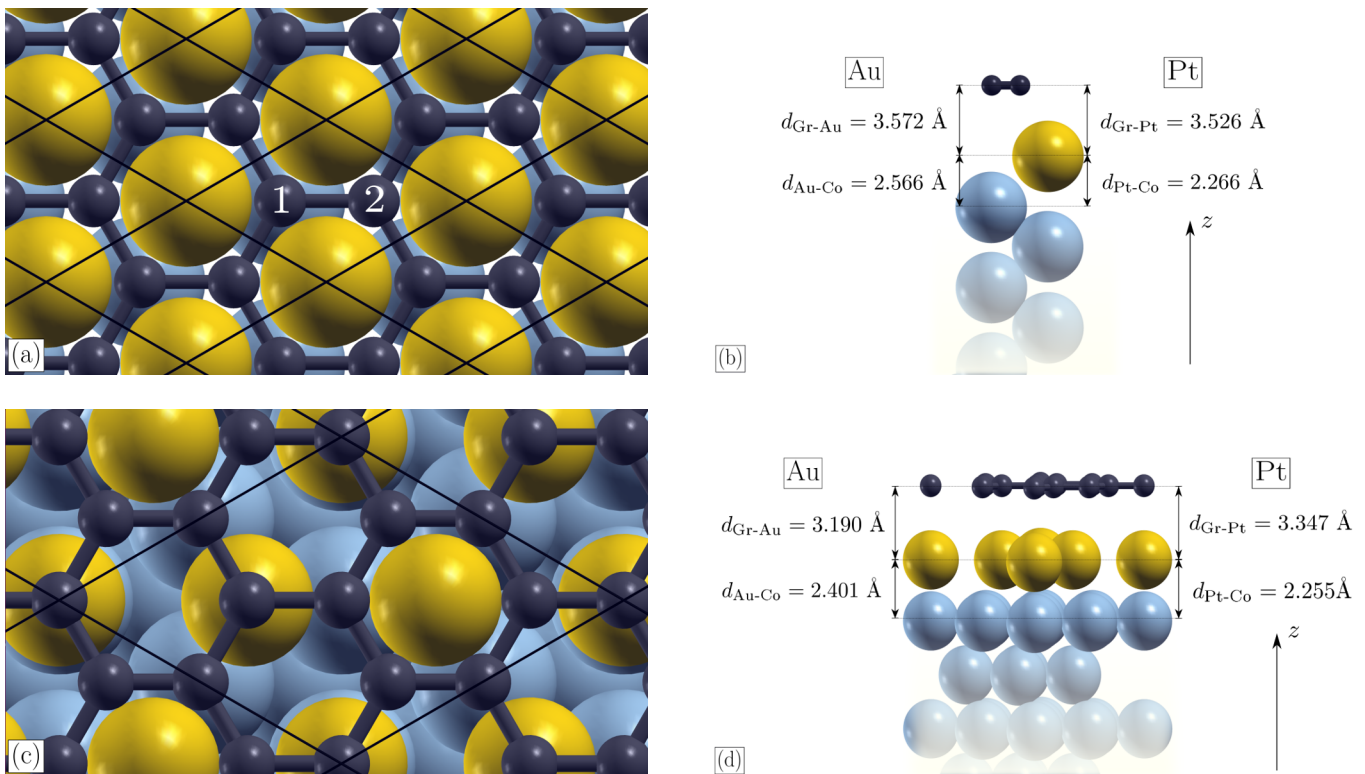 1 2
(a)
Au Pt
d_Gr-Au = 3.572 Å d_Gr-Pt = 3.526 Å
d_Au-Co = 2.566 Å d_Pt-Co = 2.266 Å
z
(b)
(c)
Au Pt
d_Gr-Au = 3.190 Å d_Gr-Pt = 3.347 Å
d_Au-Co = 2.401 Å d_Pt-Co = 2.255Å
z
(d)